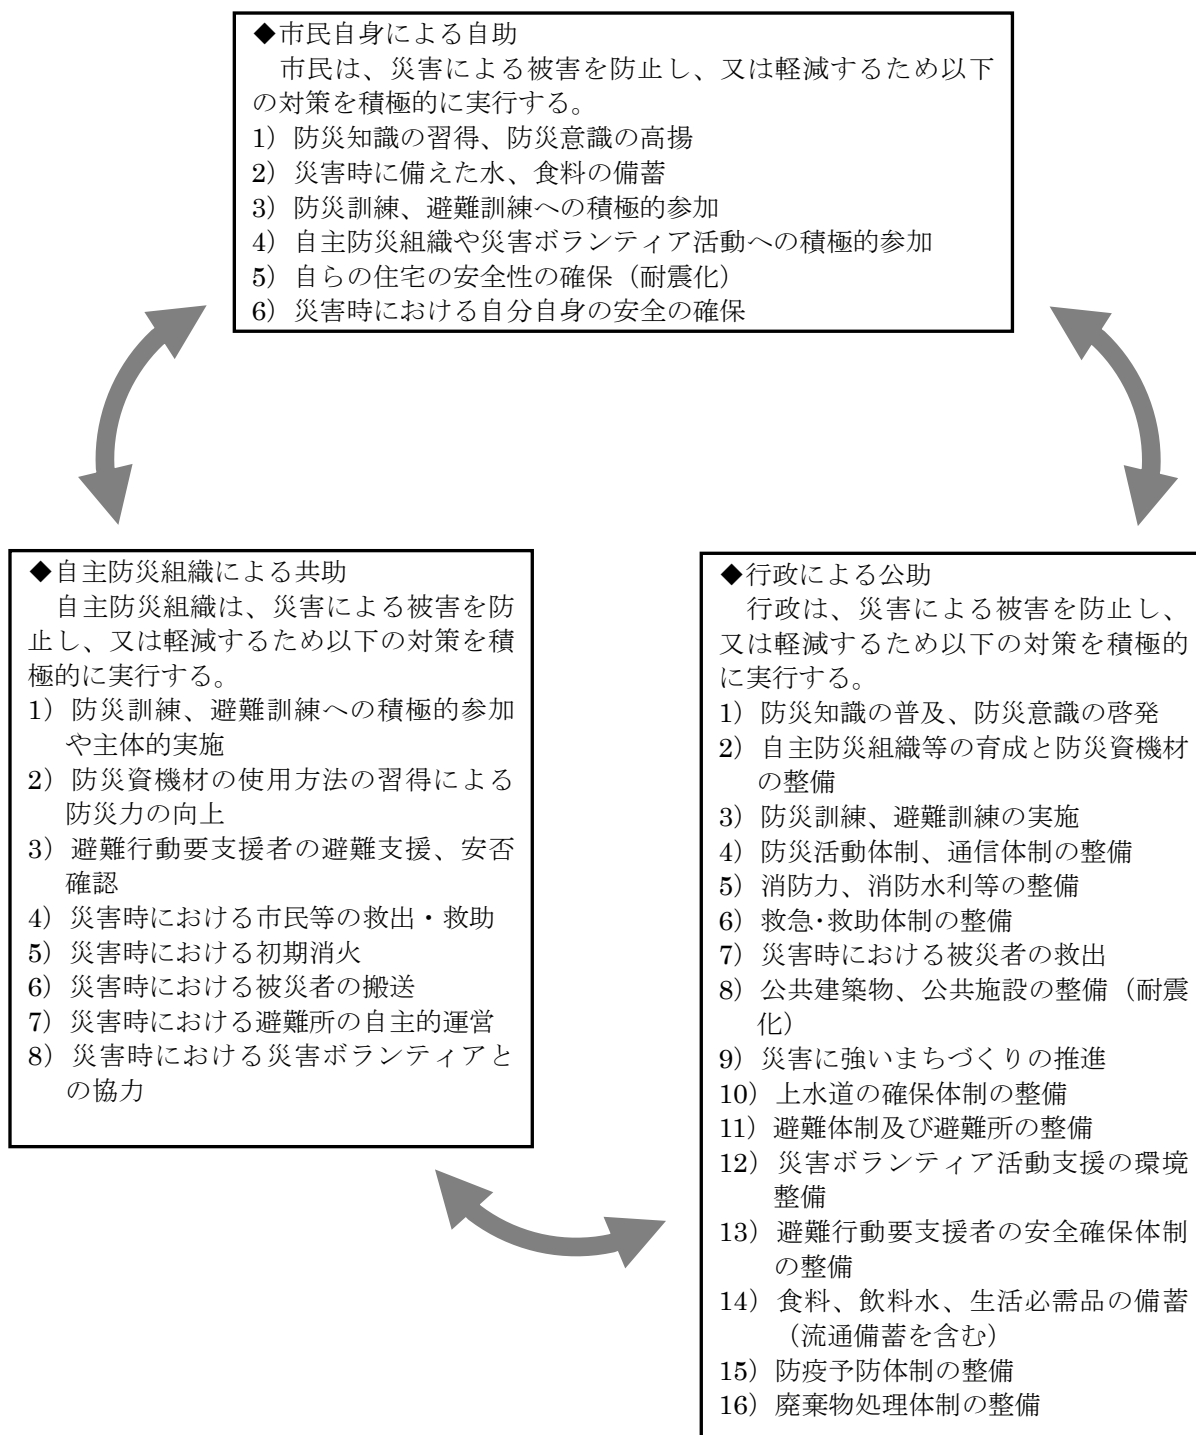 ◆市民自身による自助
市民は、災害による被害を防止し、又は軽減するため以下
の対策を積極的に実行する。
1）防災知識の習得、防災意識の高揚
2）災害時に備えた水、食料の備蓄
3）防災訓練、避難訓練への積極的参加
4）自主防災組織や災害ボランティア活動への積極的参加
5）自らの住宅の安全性の確保（耐震化）
6）災害時における自分自身の安全の確保
◆自主防災組織による共助
自主防災組織は、災害による被害を防
止し、又は軽減するため以下の対策を積
極的に実行する。
1）防災訓練、避難訓練への積極的参加
や主体的実施
2）防災資機材の使用方法の習得による
防災力の向上
3）避難行動要支援者の避難支援、安否
確認
4）災害時における市民等の救出・救助
5）災害時における初期消火
6）災害時における被災者の搬送
7）災害時における避難所の自主的運営
8）災害時における災害ボランティアと
の協力
◆行政による公助
行政は、災害による被害を防止し、
又は軽減するため以下の対策を積極的
に実行する。
1）防災知識の普及、防災意識の啓発
2）自主防災組織等の育成と防災資機材
の整備
3）防災訓練、避難訓練の実施
4）防災活動体制、通信体制の整備
5）消防力、消防水利等の整備
6）救急・救助体制の整備
7）災害時における被災者の救出
8）公共建築物、公共施設の整備（耐震
化）
9）災害に強いまちづくりの推進
10）上水道の確保体制の整備
11）避難体制及び避難所の整備
12）災害ボランティア活動支援の環境
整備
13）避難行動要支援者の安全確保体制
の整備
14）食料、飲料水、生活必需品の備蓄
（流通備蓄を含む）
15）防疫予防体制の整備
16）廃棄物処理体制の整備